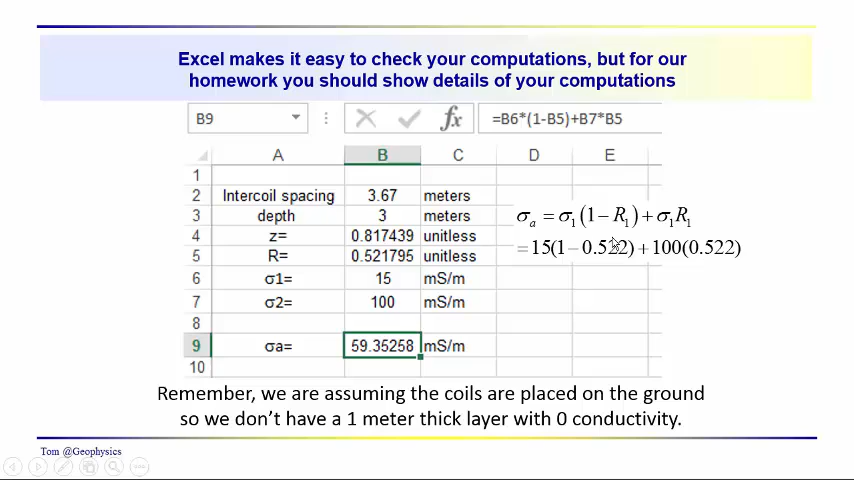 Excel makes it easy to check your computations, but for our
homework you should show details of your computations
B9 =B6*(1-B5)+B7*B5
A B C D E
1
2 Intercoil spacing 3.67 meters
3 depth 3 meters
4 z= 0.817439 unitless
5 R= 0.521795 unitless
6 σ1= 15 mS/m
7 σ2= 100 mS/m
8
9 σa= 59.35258 mS/m
10
σa = σ1(1−R1)+σ1R1
= 15(1−0.522)+100(0.522)
Remember, we are assuming the coils are placed on the ground
so we don't have a 1 meter thick layer with 0 conductivity.
Tom @Geophysics